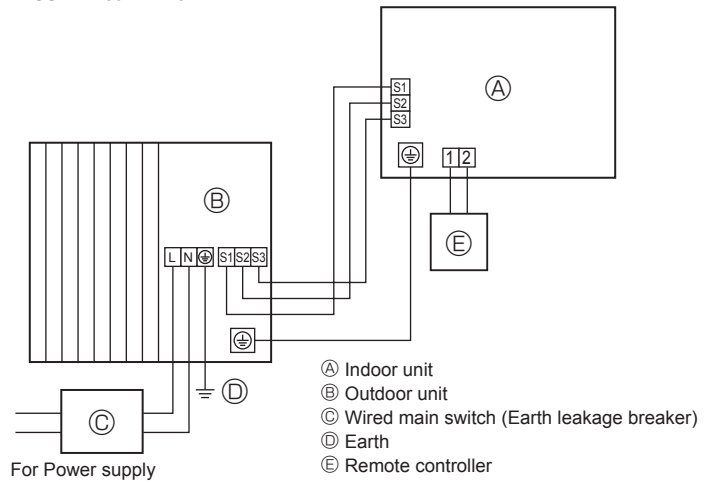 S1
S2
S3
Ⓐ
1 2
Ⓔ
Ⓑ
L N S1 S2 S3
Ⓓ
Ⓒ
For Power supply
Ⓐ Indoor unit
Ⓑ Outdoor unit
Ⓒ Wired main switch (Earth leakage breaker)
Ⓓ Earth
Ⓔ Remote controller